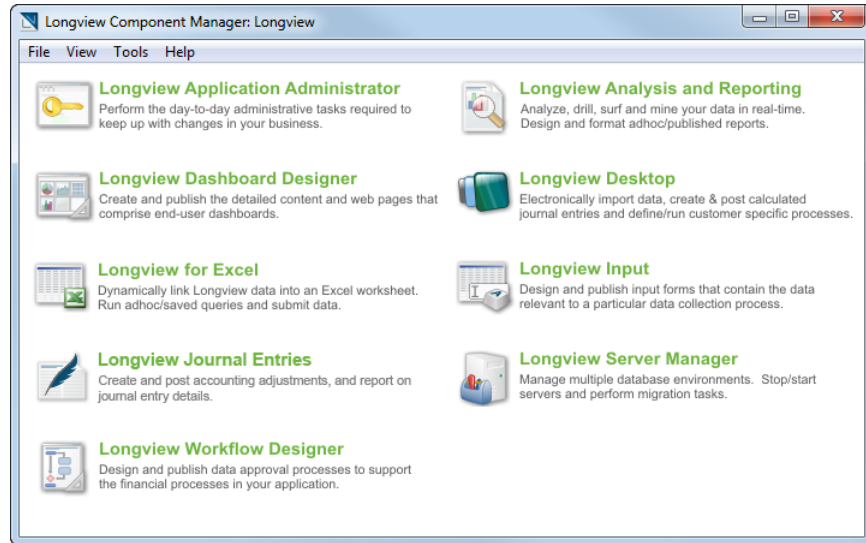 Longview Component Manager: Longview
File View Tools Help
Longview Application Administrator
Perform the day-to-day administrative tasks required to
keep up with changes in your business.
Longview Analysis and Reporting
Analyze, drill, surf and mine your data in real-time.
Design and format adhoc/published reports.
Longview Dashboard Designer
Create and publish the detailed content and web pages that
comprise end-user dashboards.
Longview Desktop
Electronically import data, create & post calculated
journal entries and define/run customer specific processes.
Longview for Excel
Dynamically link Longview data into an Excel worksheet.
Run adhoc/saved queries and submit data.
Longview Input
Design and publish input forms that contain the data
relevant to a particular data collection process.
Longview Journal Entries
Create and post accounting adjustments, and report on
journal entry details.
Longview Server Manager
Manage multiple database environments. Stop/start
servers and perform migration tasks.
Longview Workflow Designer
Design and publish data approval processes to support
the financial processes in your application.